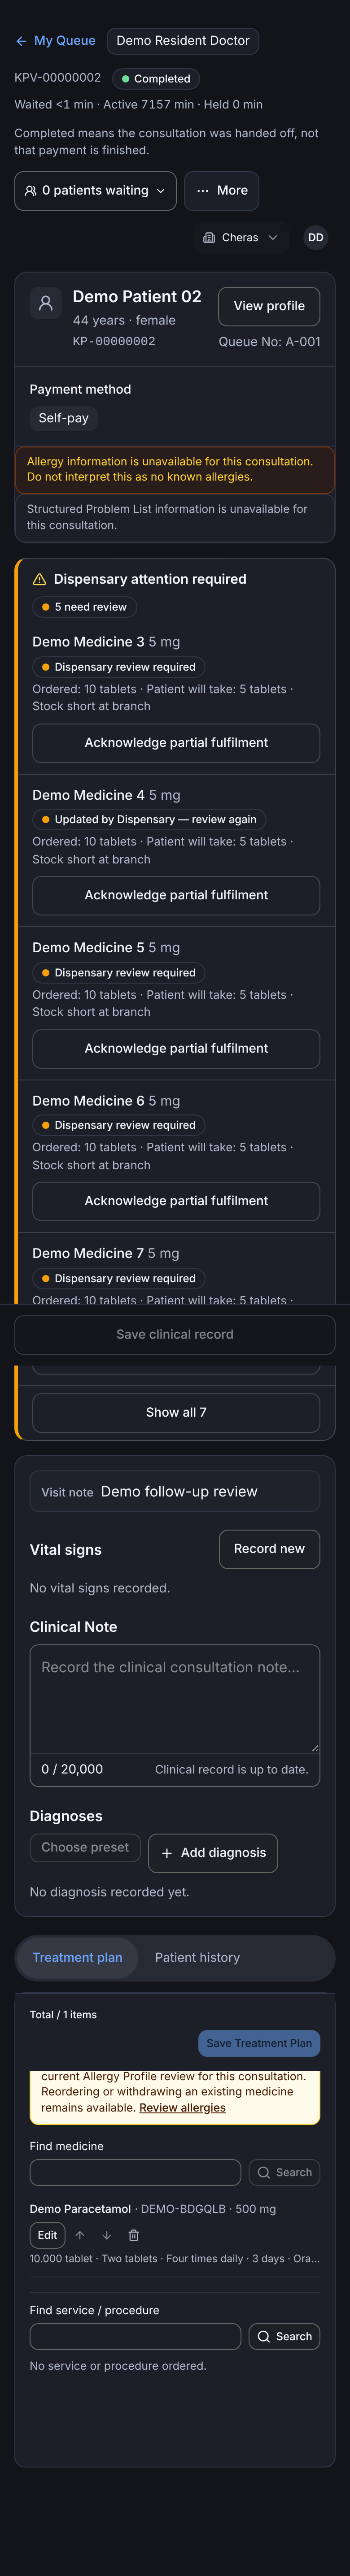 ← My Queue
Demo Resident Doctor
KPV-00000002
Completed
Waited <1 min · Active 7157 min · Held 0 min
Completed means the consultation was handed off, not
that payment is finished.
0 patients waiting
More
Cheras
DD
Demo Patient 02
View profile
44 years · female
KP-00000002
Queue No: A-001
Payment method
Self-pay
Allergy information is unavailable for this consultation.
Do not interpret this as no known allergies.
Structured Problem List information is unavailable for
this consultation.
Dispensary attention required
5 need review
Demo Medicine 3 5 mg
Dispensary review required
Ordered: 10 tablets · Patient will take: 5 tablets ·
Stock short at branch
Acknowledge partial fulfilment
Demo Medicine 4 5 mg
Updated by Dispensary — review again
Ordered: 10 tablets · Patient will take: 5 tablets ·
Stock short at branch
Acknowledge partial fulfilment
Demo Medicine 5 5 mg
Dispensary review required
Ordered: 10 tablets · Patient will take: 5 tablets ·
Stock short at branch
Acknowledge partial fulfilment
Demo Medicine 6 5 mg
Dispensary review required
Ordered: 10 tablets · Patient will take: 5 tablets ·
Stock short at branch
Acknowledge partial fulfilment
Demo Medicine 7 5 mg
Dispensary review required
Ordered: 10 tablets · Patient will take: 5 tablets ·
Save clinical record
Show all 7
Visit note Demo follow-up review
Vital signs
Record new
No vital signs recorded.
Clinical Note
Record the clinical consultation note...
0 / 20,000
Clinical record is up to date.
Diagnoses
Choose preset
+ Add diagnosis
No diagnosis recorded yet.
Treatment plan
Patient history
Total / 1 items
Save Treatment Plan
current Allergy Profile review for this consultation.
Reordering or withdrawing an existing medicine
remains available. Review allergies
Find medicine
Search
Demo Paracetamol · DEMO-BDGQLB · 500 mg
Edit
10.000 tablet · Two tablets · Four times daily · 3 days · Ora...
Find service / procedure
Search
No service or procedure ordered.